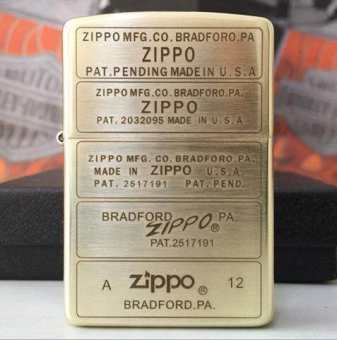 ZIPPO MFG.CO.BRADFORD.PA
ZIPPO
PAT.PENDING MADE IN U.S.A
ZIPPO MFG.CO.BRADFORO,PA.
ZIPPO
PAT. 2032695 MADE IN U.S.A
ZIPPO MFG. CO. BRADFORO, PA.
MADE IN ZIPPO U.S.A.
PAT. 2517191 PAT. PEND.
BRADFORD ZIPPO® PA
PAT.2517191
A Zippo® 12
BRADFORD.PA.